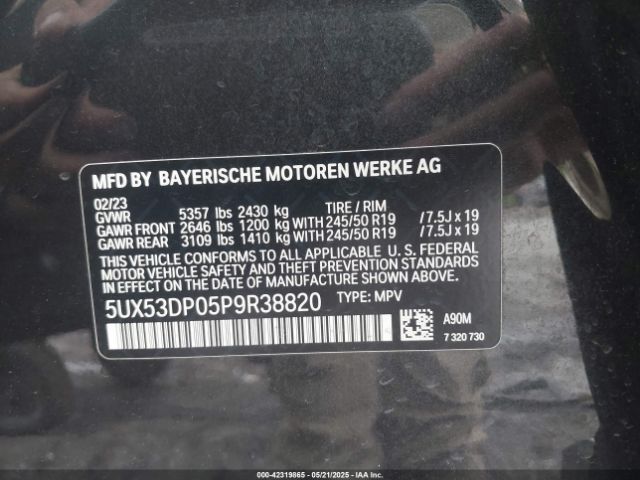 MFD BY BAYERISCHE MOTOREN WERKE AG
02/23
GVWR 5357 lbs 2430 kg TIRE / RIM
GAWR FRONT 2646 lbs 1200 kg WITH 245/50 R19 / 7.5J x 19
GAWR REAR 3109 lbs 1410 kg WITH 245/50 R19 / 7.5J x 19
THIS VEHICLE CONFORMS TO ALL APPLICABLE U. S. FEDERAL
MOTOR VEHICLE SAFETY, BUMPER, AND THEFT PREVENTION STANDARDS
IN EFFECT ON THE DATE OF MANUFACTURE SHOWN ABOVE.
5UX53DP05P9R38820 TYPE: MPV
A90M
7 320 730
000-42319865 - 05/21/2025 - IAAI.COM